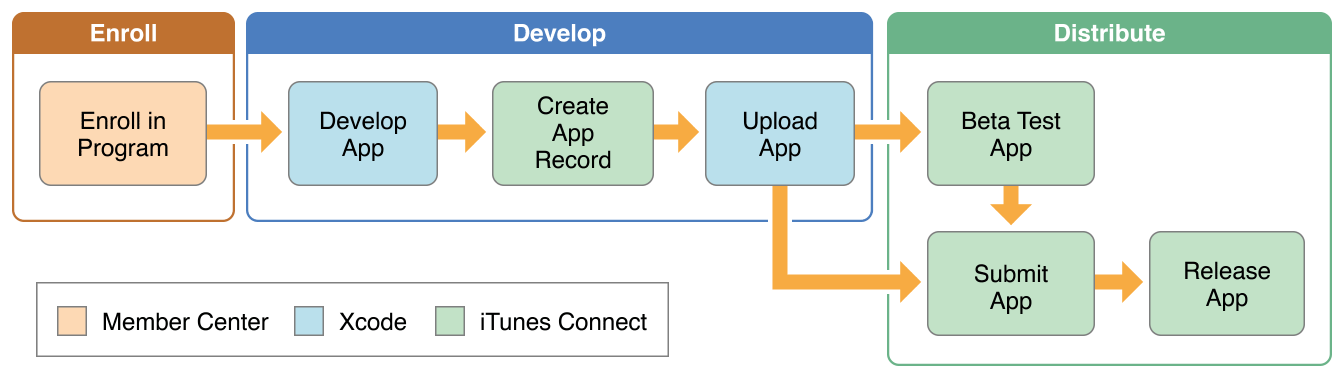 Enroll
Develop
Distribute
Enroll in
Program
Develop
App
Create
App
Record
Upload
App
Beta Test
App
Submit
App
Release
App
Member Center
Xcode
iTunes Connect